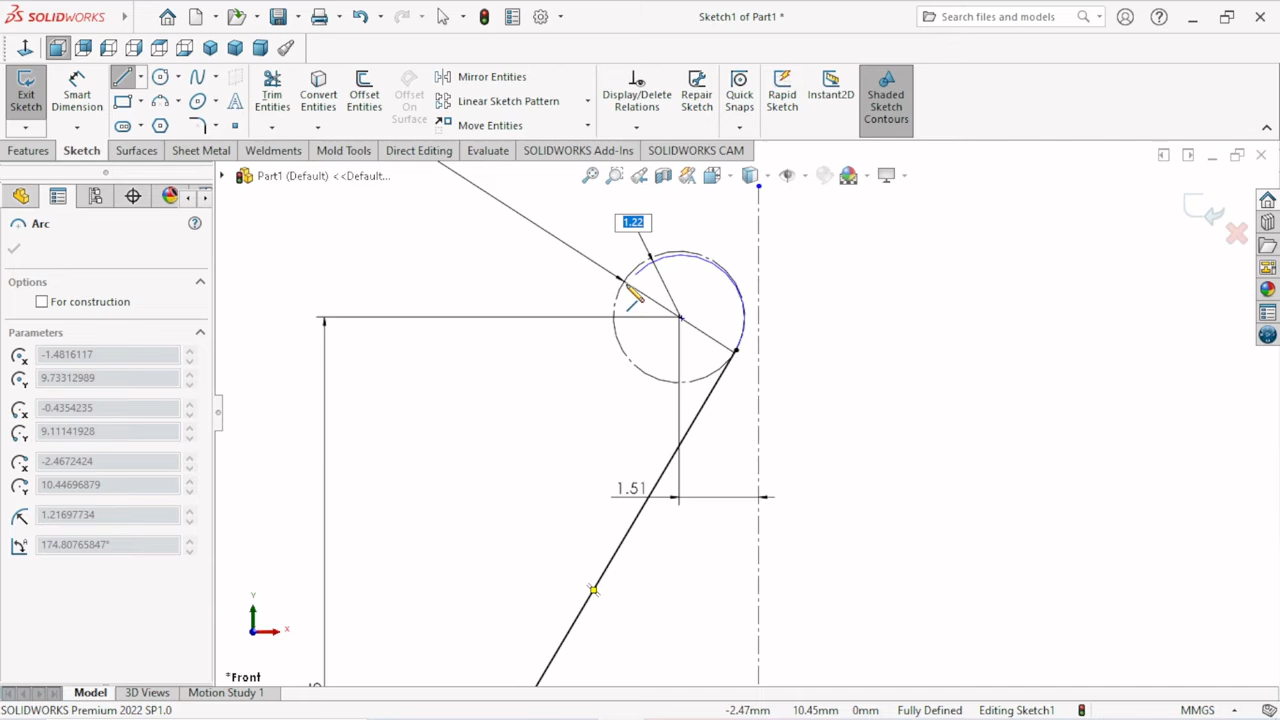 SOLIDWORKS
Sketch1 of Part1 *
Search files and models
Exit Sketch
Smart Dimension
Trim Entities
Convert Entities
Offset Entities
Offset On Surface
Mirror Entities
Linear Sketch Pattern
Move Entities
Display/Delete Relations
Repair Sketch
Quick Snaps
Rapid Sketch
Instant2D
Shaded Sketch Contours
Features
Sketch
Surfaces
Sheet Metal
Weldments
Mold Tools
Direct Editing
Evaluate
SOLIDWORKS Add-Ins
SOLIDWORKS CAM
Part1 (Default) <<Default...
Arc
Options
For construction
Parameters
-1.4816117
9.73312989
-0.4354235
9.11141928
-2.4672424
10.44696879
1.21697734
174.80765847°
1.22
1.51
Y
X
*Front
Model
3D Views
Motion Study 1
SOLIDWORKS Premium 2022 SP1.0
-2.47mm
10.45mm
0mm
Fully Defined
Editing Sketch1
MMGS